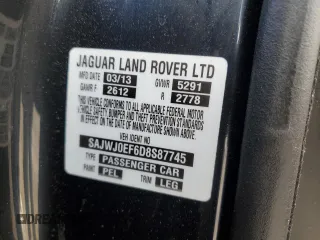 JAGUAR LAND ROVER LTD
MFD DATE 03/13 GVWR 5291
GAWR F 2612 R 2778
THIS VEHICLE CONFORMS TO ALL APPLICABLE FEDERAL MOTOR
VEHICLE SAFETY BUMPER AND THEFT PREVENTION STANDARDS
IN EFFECT ON THE DATE OF MANUFACTURE SHOWN ABOVE
VEH IDENT NO
SAJWJ0EF6D8S87745
TYPE PASSENGER CAR
PAINT PEL TRIM LEG